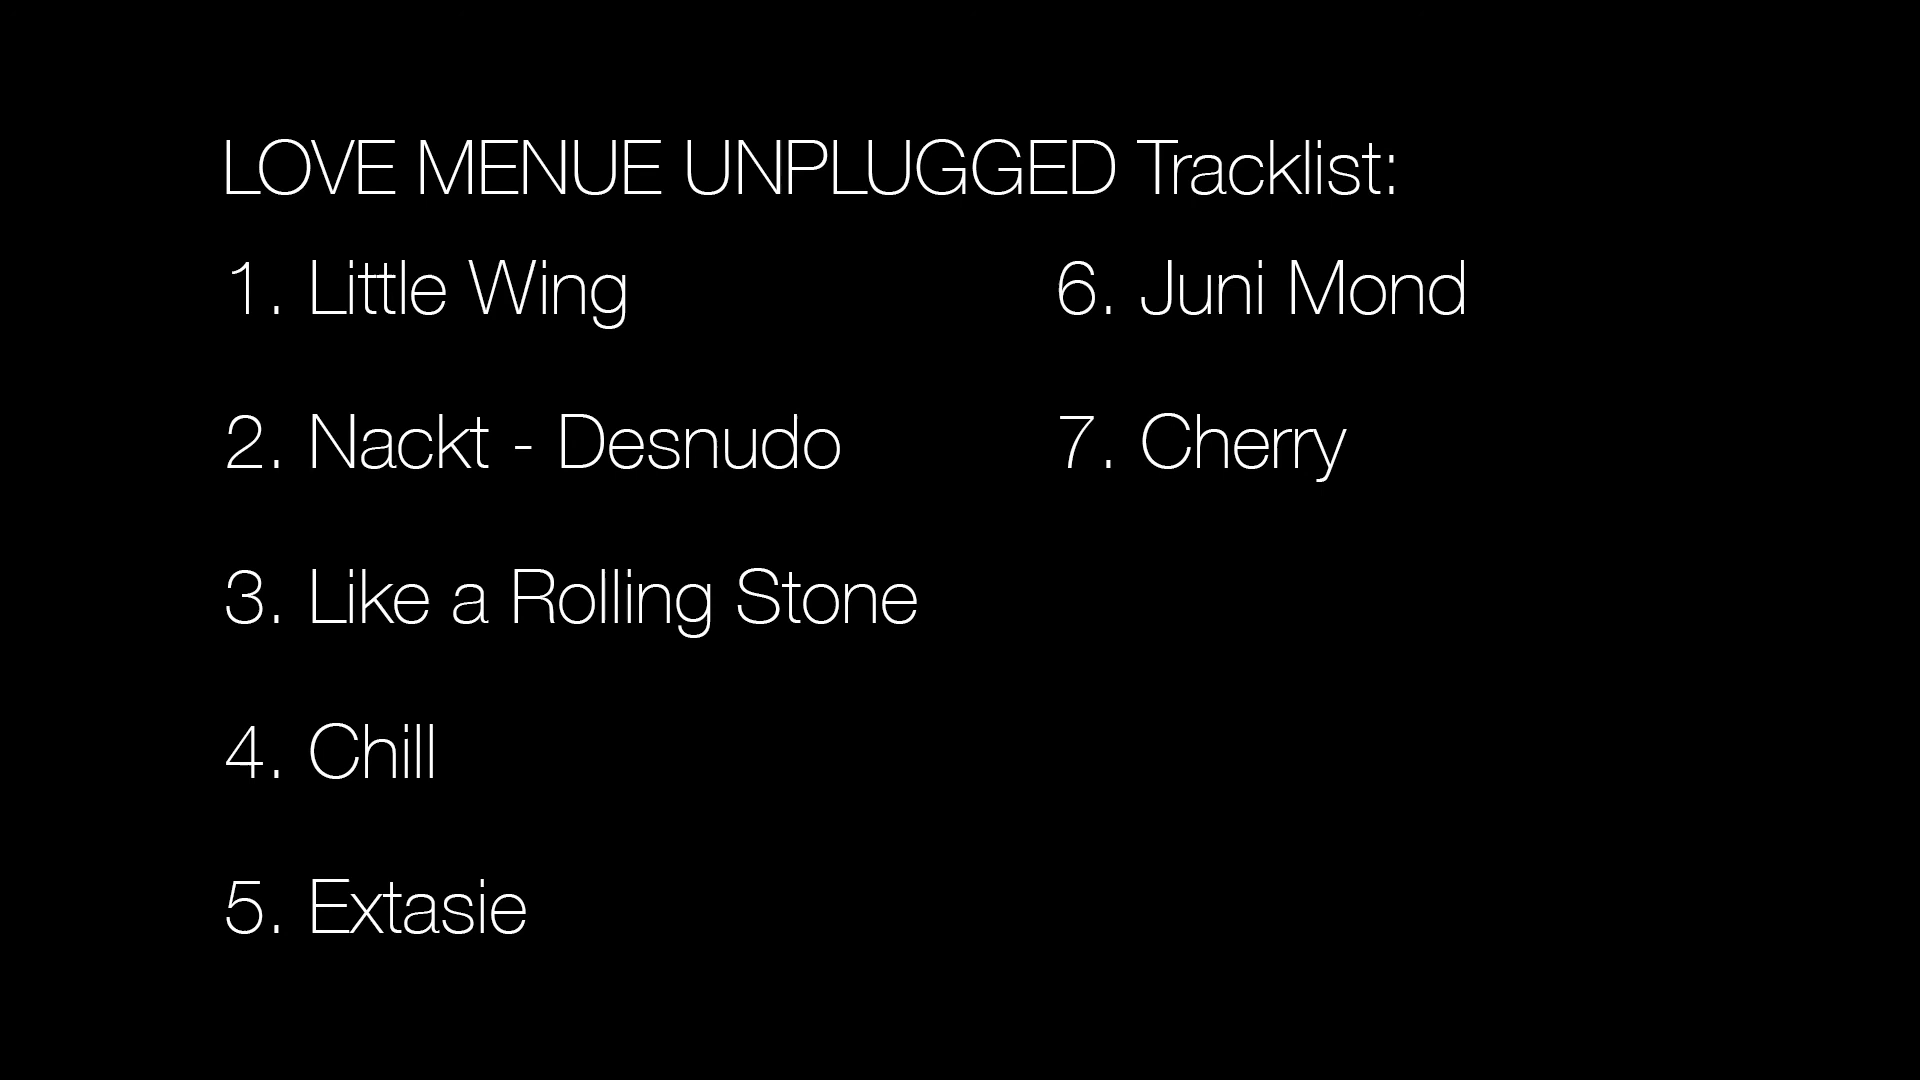 LOVE MENUE UNPLUGGED Tracklist:
1. Little Wing
2. Nackt - Desnudo
3. Like a Rolling Stone
4. Chill
5. Extasie
6. Juni Mond
7. Cherry